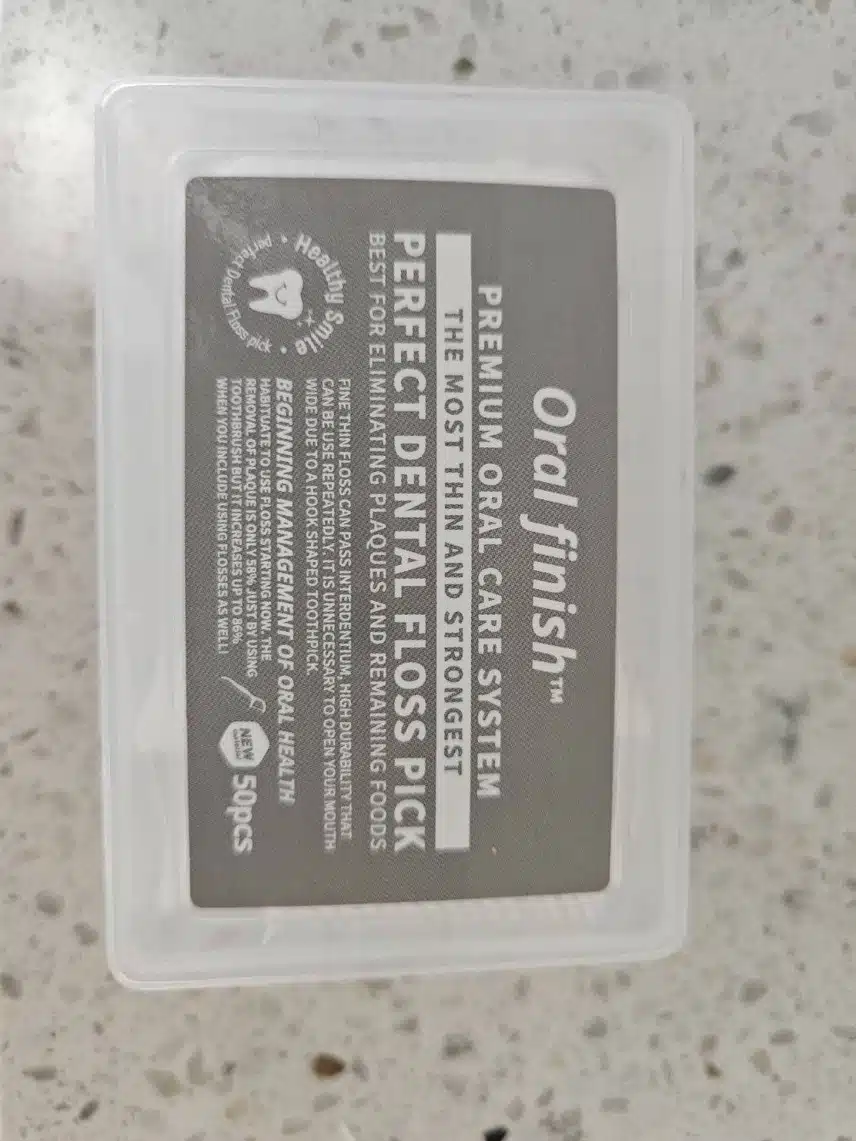 Oral finish™
PREMIUM ORAL CARE SYSTEM
THE MOST THIN AND STRONGEST
PERFECT DENTAL FLOSS PICK
BEST FOR ELIMINATING PLAQUES AND REMAINING FOODS
Healthy Smile
perfect Dental Floss pick
FINE THIN FLOSS CAN PASS INTERDENTIUM, HIGH DURABILITY THAT
CAN BE USE REPEATEDLY. IT IS UNNECESSARY TO OPEN YOUR MOUTH
WIDE DUE TO A HOOK SHAPED TOOTHPICK.
BEGINNING MANAGEMENT OF ORAL HEALTH
HABITUATE TO USE FLOSS STARTING NOW. THE
REMOVAL OF PLAQUE IS ONLY 58% JUST BY USING
TOOTHBRUSH BUT IT INCREASES UP TO 86%
WHEN YOU INCLUDE USING FLOSSES AS WELL!
NEW
50pcs